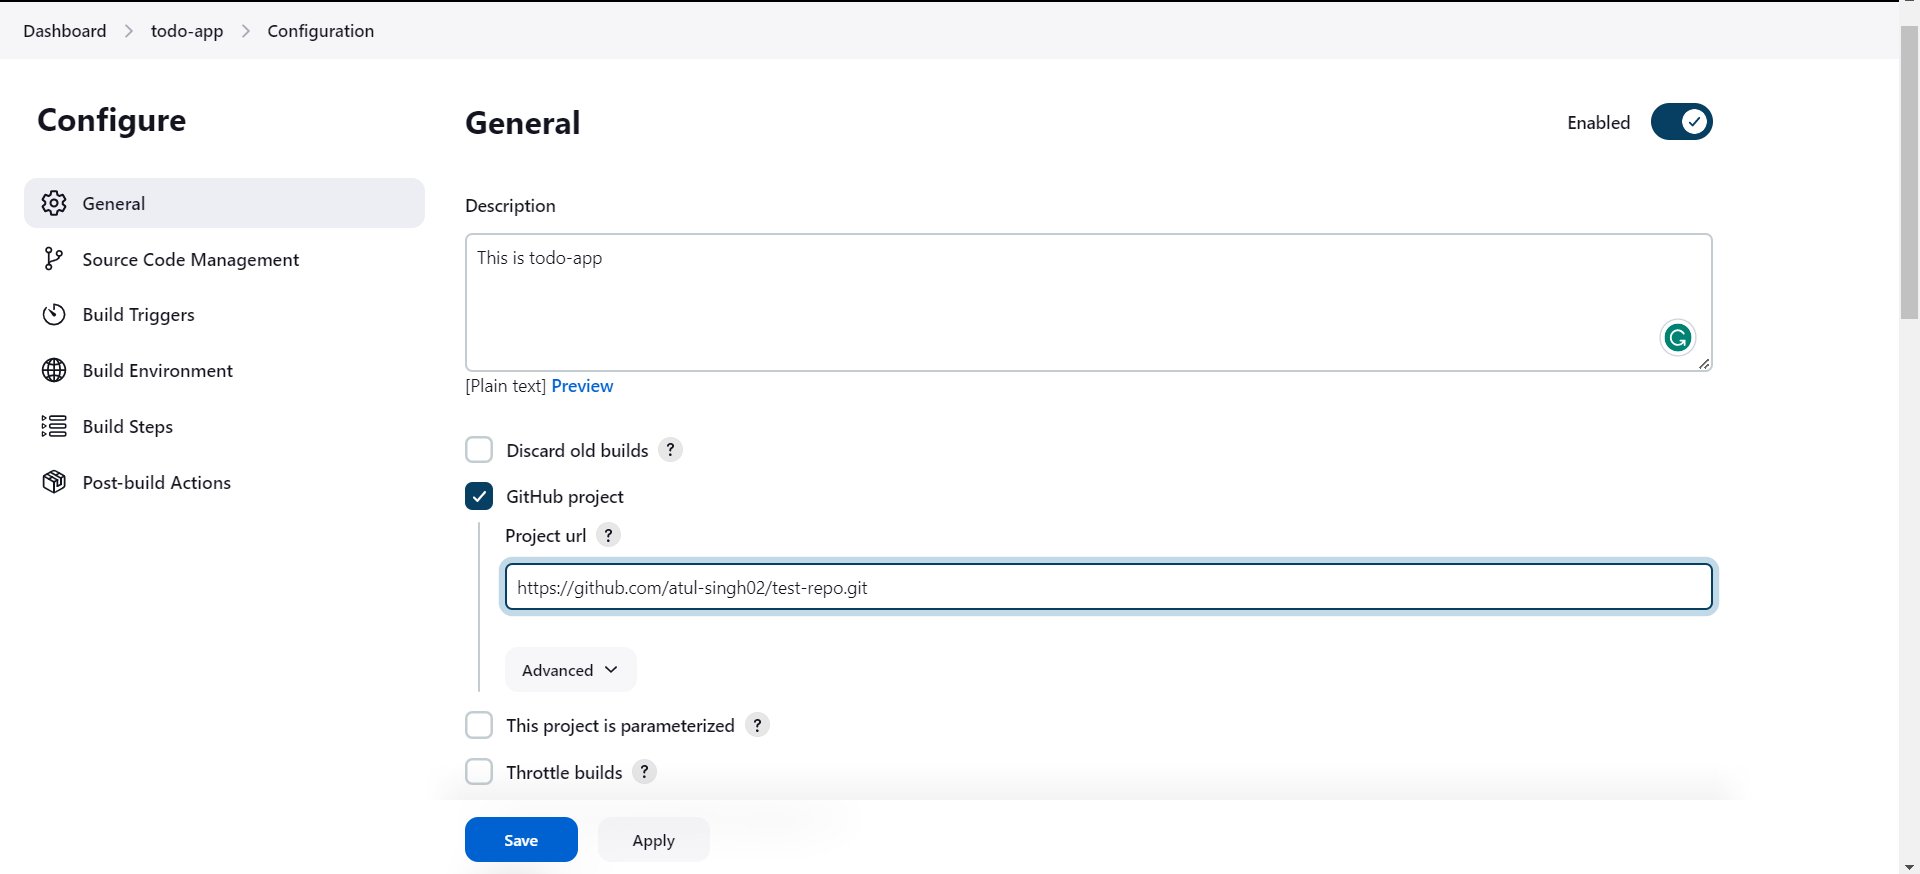 Dashboard > todo-app > Configuration
Configure
General
Source Code Management
Build Triggers
Build Environment
Build Steps
Post-build Actions
General
Enabled
Description
This is todo-app
[Plain text] Preview
Discard old builds ?
GitHub project
Project url ?
https://github.com/atul-singh02/test-repo.git
Advanced
This project is parameterized ?
Throttle builds ?
Save
Apply